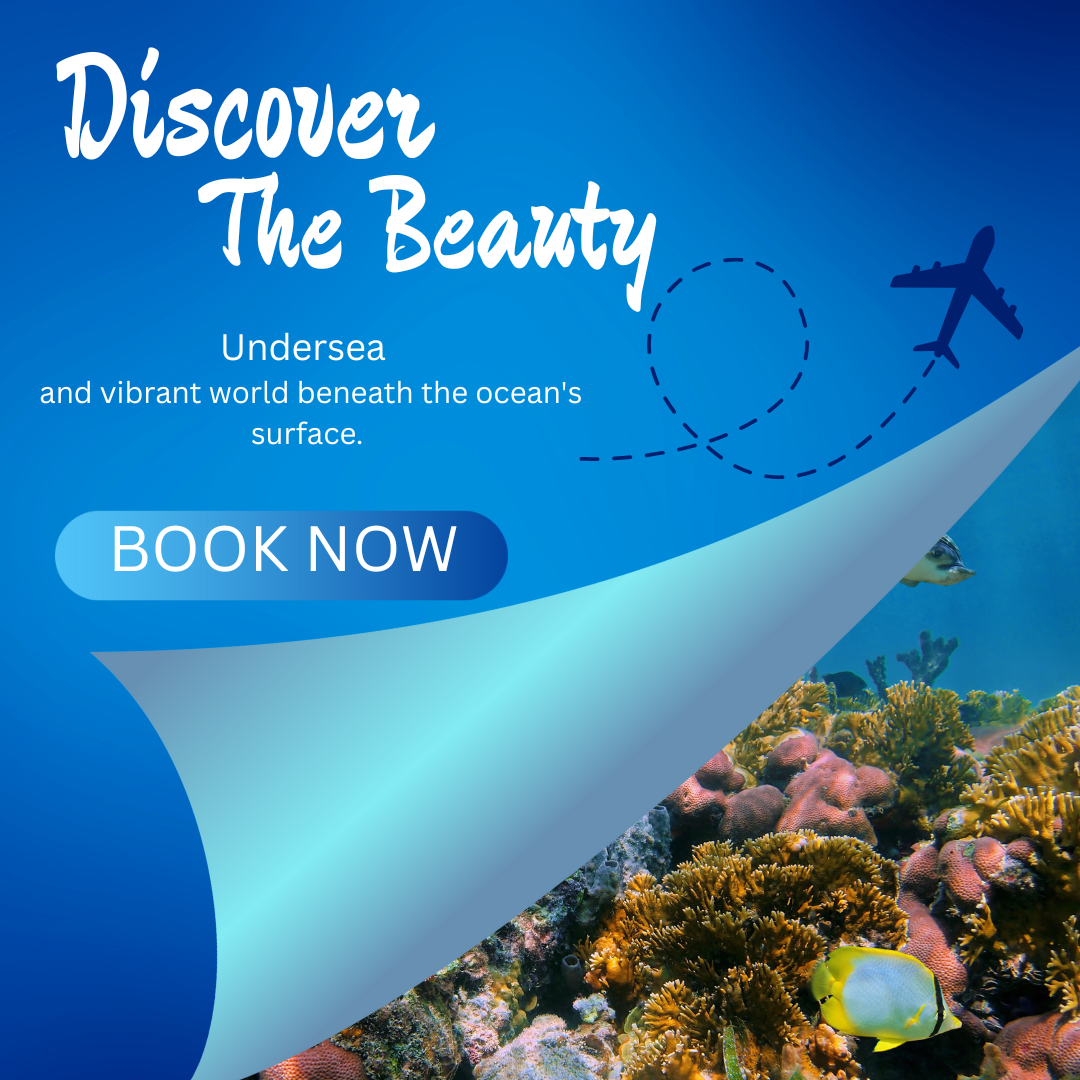 Discover
The Beauty
Undersea
and vibrant world beneath the ocean's
surface.
BOOK NOW